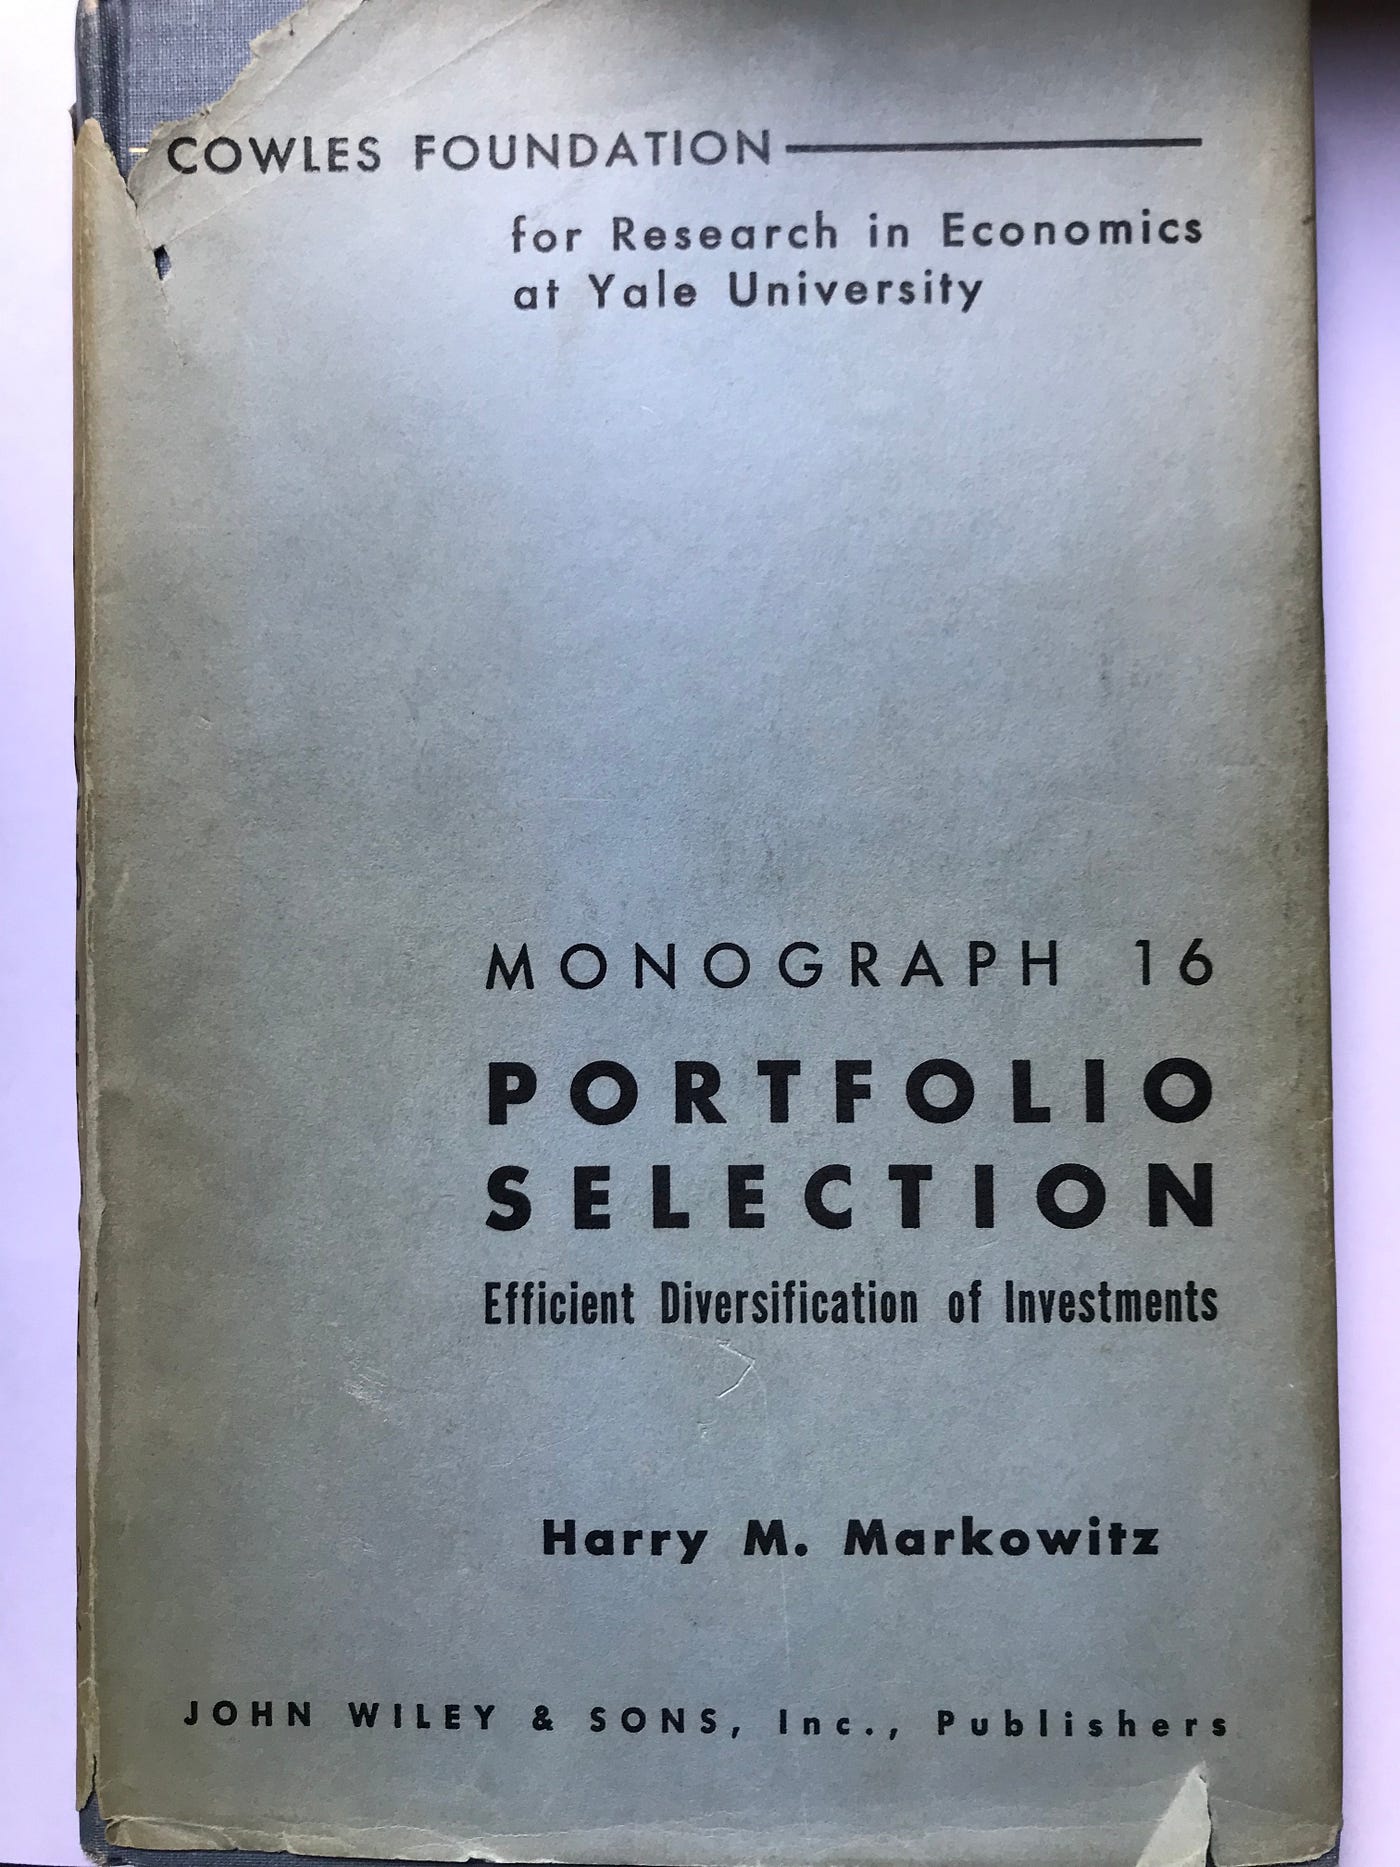 COWLES FOUNDATION
for Research in Economics
at Yale University
MONOGRAPH 16
PORTFOLIO
SELECTION
Efficient Diversification of Investments
Harry M. Markowitz
JOHN WILEY & SONS, Inc., Publishers